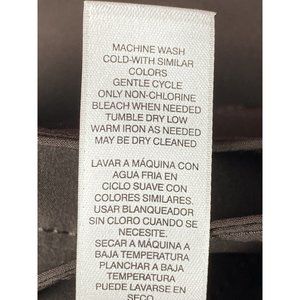 MACHINE WASH
COLD-WITH SIMILAR
COLORS
GENTLE CYCLE
ONLY NON-CHLORINE
BLEACH WHEN NEEDED
TUMBLE DRY LOW
WARM IRON AS NEEDED
MAY BE DRY CLEANED
LAVAR A MÁQUINA CON
AGUA FRIA EN
CICLO SUAVE CON
COLORES SIMILARES.
USAR BLANQUEADOR
SIN CLORO CUANDO SE
NECESITE.
SECAR A MÁQUINA A
BAJA TEMPERATURA
PLANCHAR A BAJA
TEMPERATURA
PUEDE LAVARSE EN
SECO